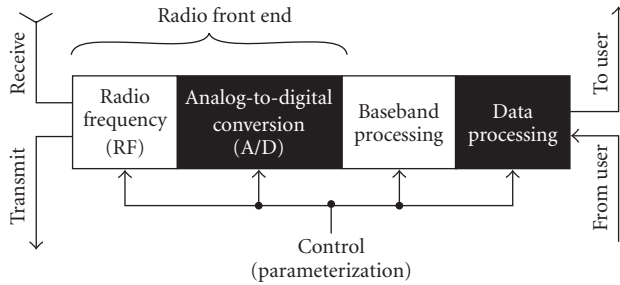 Radio front end
Receive
Transmit
Radio
frequency
(RF)
Analog-to-digital
conversion
(A/D)
Baseband
processing
Data
processing
To user
From user
Control
(parameterization)